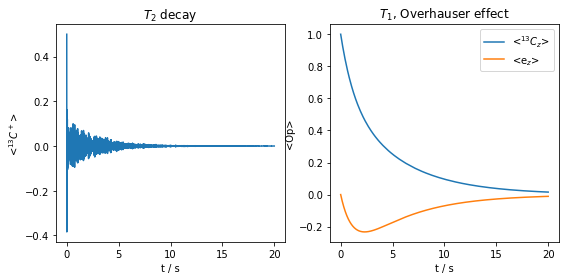 T₂ decay
0.4
0.2
0.0
−0.2
−0.4
<¹³C⁺>
0 5 10 15 20
t / s
T₁, Overhauser effect
1.0
0.8
0.6
0.4
0.2
0.0
−0.2
<Op>
<¹³C_z>
<e_z>
0 5 10 15 20
t / s